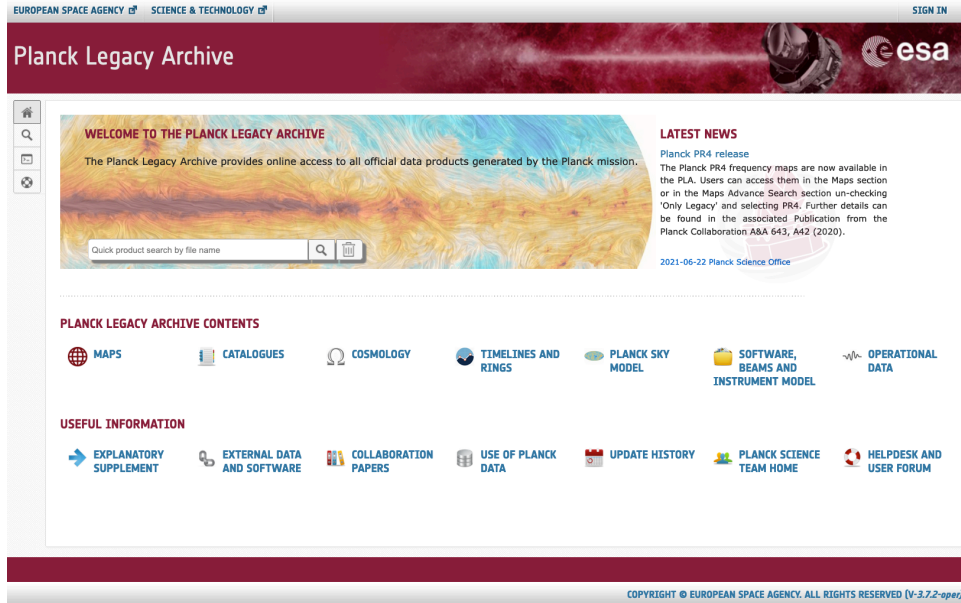 EUROPEAN SPACE AGENCY SCIENCE & TECHNOLOGY SIGN IN
Planck Legacy Archive
esa
WELCOME TO THE PLANCK LEGACY ARCHIVE
The Planck Legacy Archive provides online access to all official data products generated by the Planck mission.
Quick product search by file name
LATEST NEWS
Planck PR4 release
The Planck PR4 frequency maps are now available in
the PLA. Users can access them in the Maps section
or in the Maps Advance Search section un-checking
'Only Legacy' and selecting PR4. Further details can
be found in the associated Publication from the
Planck Collaboration A&A 643, A42 (2020).
2021-06-22 Planck Science Office
PLANCK LEGACY ARCHIVE CONTENTS
MAPS
CATALOGUES
COSMOLOGY
TIMELINES AND
RINGS
PLANCK SKY
MODEL
SOFTWARE,
BEAMS AND
INSTRUMENT MODEL
OPERATIONAL
DATA
USEFUL INFORMATION
EXPLANATORY
SUPPLEMENT
EXTERNAL DATA
AND SOFTWARE
COLLABORATION
PAPERS
USE OF PLANCK
DATA
UPDATE HISTORY
PLANCK SCIENCE
TEAM HOME
HELPDESK AND
USER FORUM
COPYRIGHT © EUROPEAN SPACE AGENCY. ALL RIGHTS RESERVED (V-3.7.2-oper)